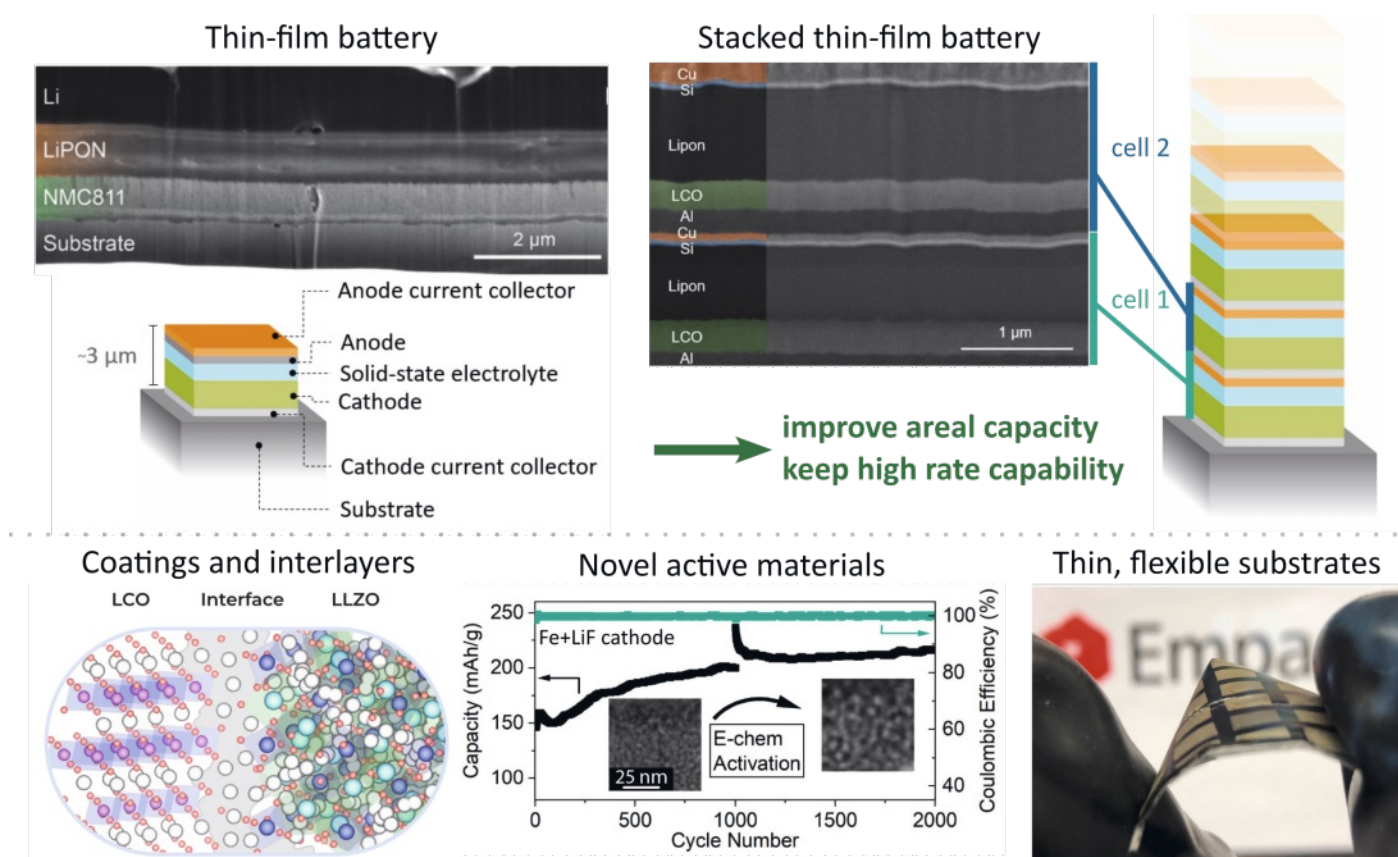 Thin-film battery
Li
LiPON
NMC811
Substrate
2 µm
~3 µm
Anode current collector
Anode
Solid-state electrolyte
Cathode
Cathode current collector
Substrate
Stacked thin-film battery
Cu
Si
Lipon
LCO
Al
Cu
Si
Lipon
LCO
Al
1 µm
cell 2
cell 1
improve areal capacity
keep high rate capability
Coatings and interlayers
LCO Interface LLZO
Novel active materials
Capacity (mAh/g)
250
200
150
100
Fe+LiF cathode
25 nm
E-chem
Activation
100
80
60
40
Coulombic Efficiency (%)
0 500 1000 1500 2000
Cycle Number
Thin, flexible substrates
Empa